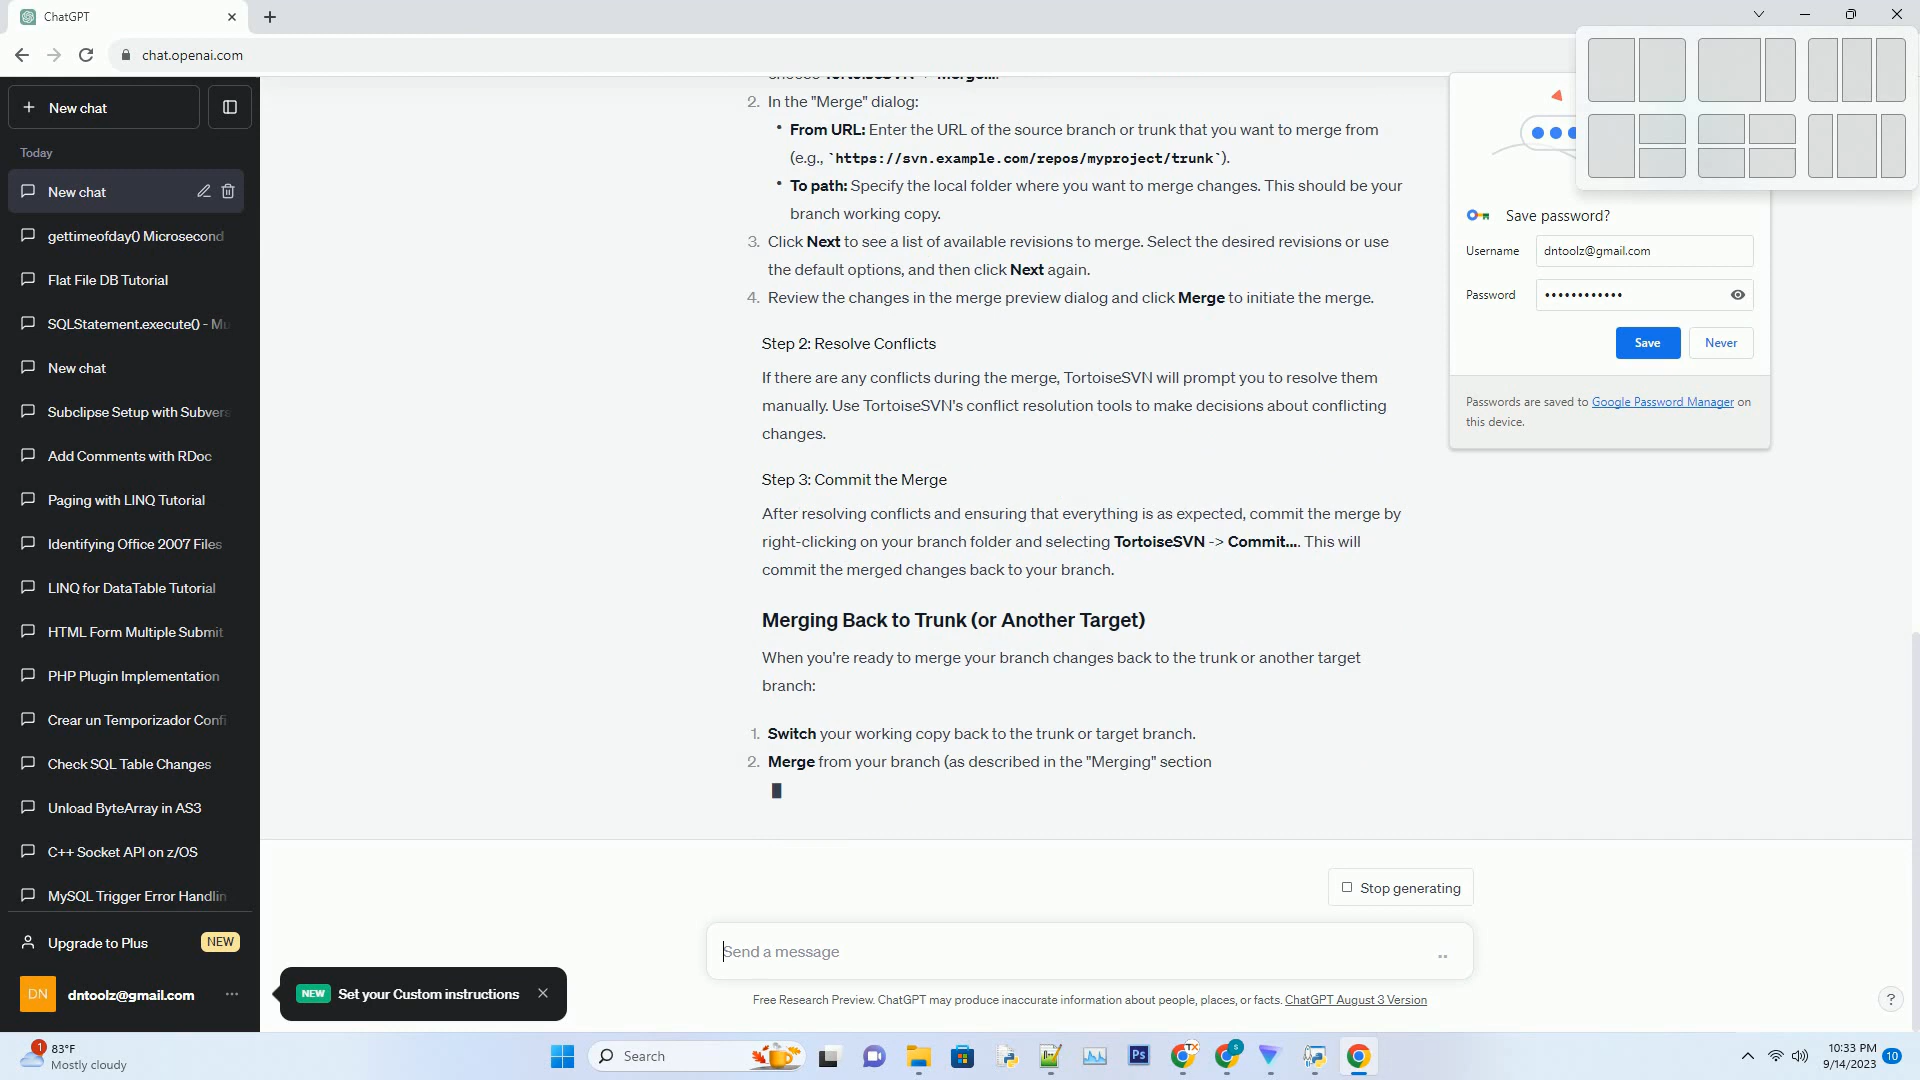 ChatGPT
chat.openai.com
New chat
Today
New chat
gettimeofday() Microsecond
Flat File DB Tutorial
SQLStatement.execute() - Mu
New chat
Subclipse Setup with Subvers
Add Comments with RDoc
Paging with LINQ Tutorial
Identifying Office 2007 Files
LINQ for DataTable Tutorial
HTML Form Multiple Submit
PHP Plugin Implementation
Crear un Temporizador Confi
Check SQL Table Changes
Unload ByteArray in AS3
C++ Socket API on z/OS
MySQL Trigger Error Handlin
Upgrade to Plus NEW
DN dntoolz@gmail.com
choose TortoiseSVN -> Merge....
2. In the "Merge" dialog:
• From URL: Enter the URL of the source branch or trunk that you want to merge from
(e.g., `https://svn.example.com/repos/myproject/trunk`).
• To path: Specify the local folder where you want to merge changes. This should be your
branch working copy.
3. Click Next to see a list of available revisions to merge. Select the desired revisions or use
the default options, and then click Next again.
4. Review the changes in the merge preview dialog and click Merge to initiate the merge.
Step 2: Resolve Conflicts
If there are any conflicts during the merge, TortoiseSVN will prompt you to resolve them
manually. Use TortoiseSVN's conflict resolution tools to make decisions about conflicting
changes.
Step 3: Commit the Merge
After resolving conflicts and ensuring that everything is as expected, commit the merge by
right-clicking on your branch folder and selecting TortoiseSVN -> Commit.... This will
commit the merged changes back to your branch.
Merging Back to Trunk (or Another Target)
When you're ready to merge your branch changes back to the trunk or another target
branch:
1. Switch your working copy back to the trunk or target branch.
2. Merge from your branch (as described in the "Merging" section
Stop generating
Send a message
Free Research Preview. ChatGPT may produce inaccurate information about people, places, or facts. ChatGPT August 3 Version
NEW Set your Custom instructions
?
Save password?
Username dntoolz@gmail.com
Password ••••••••••••
Save Never
Passwords are saved to Google Password Manager on
this device.
1 83°F
Mostly cloudy
Search
Ps
TX
S
10:33 PM
9/14/2023
10